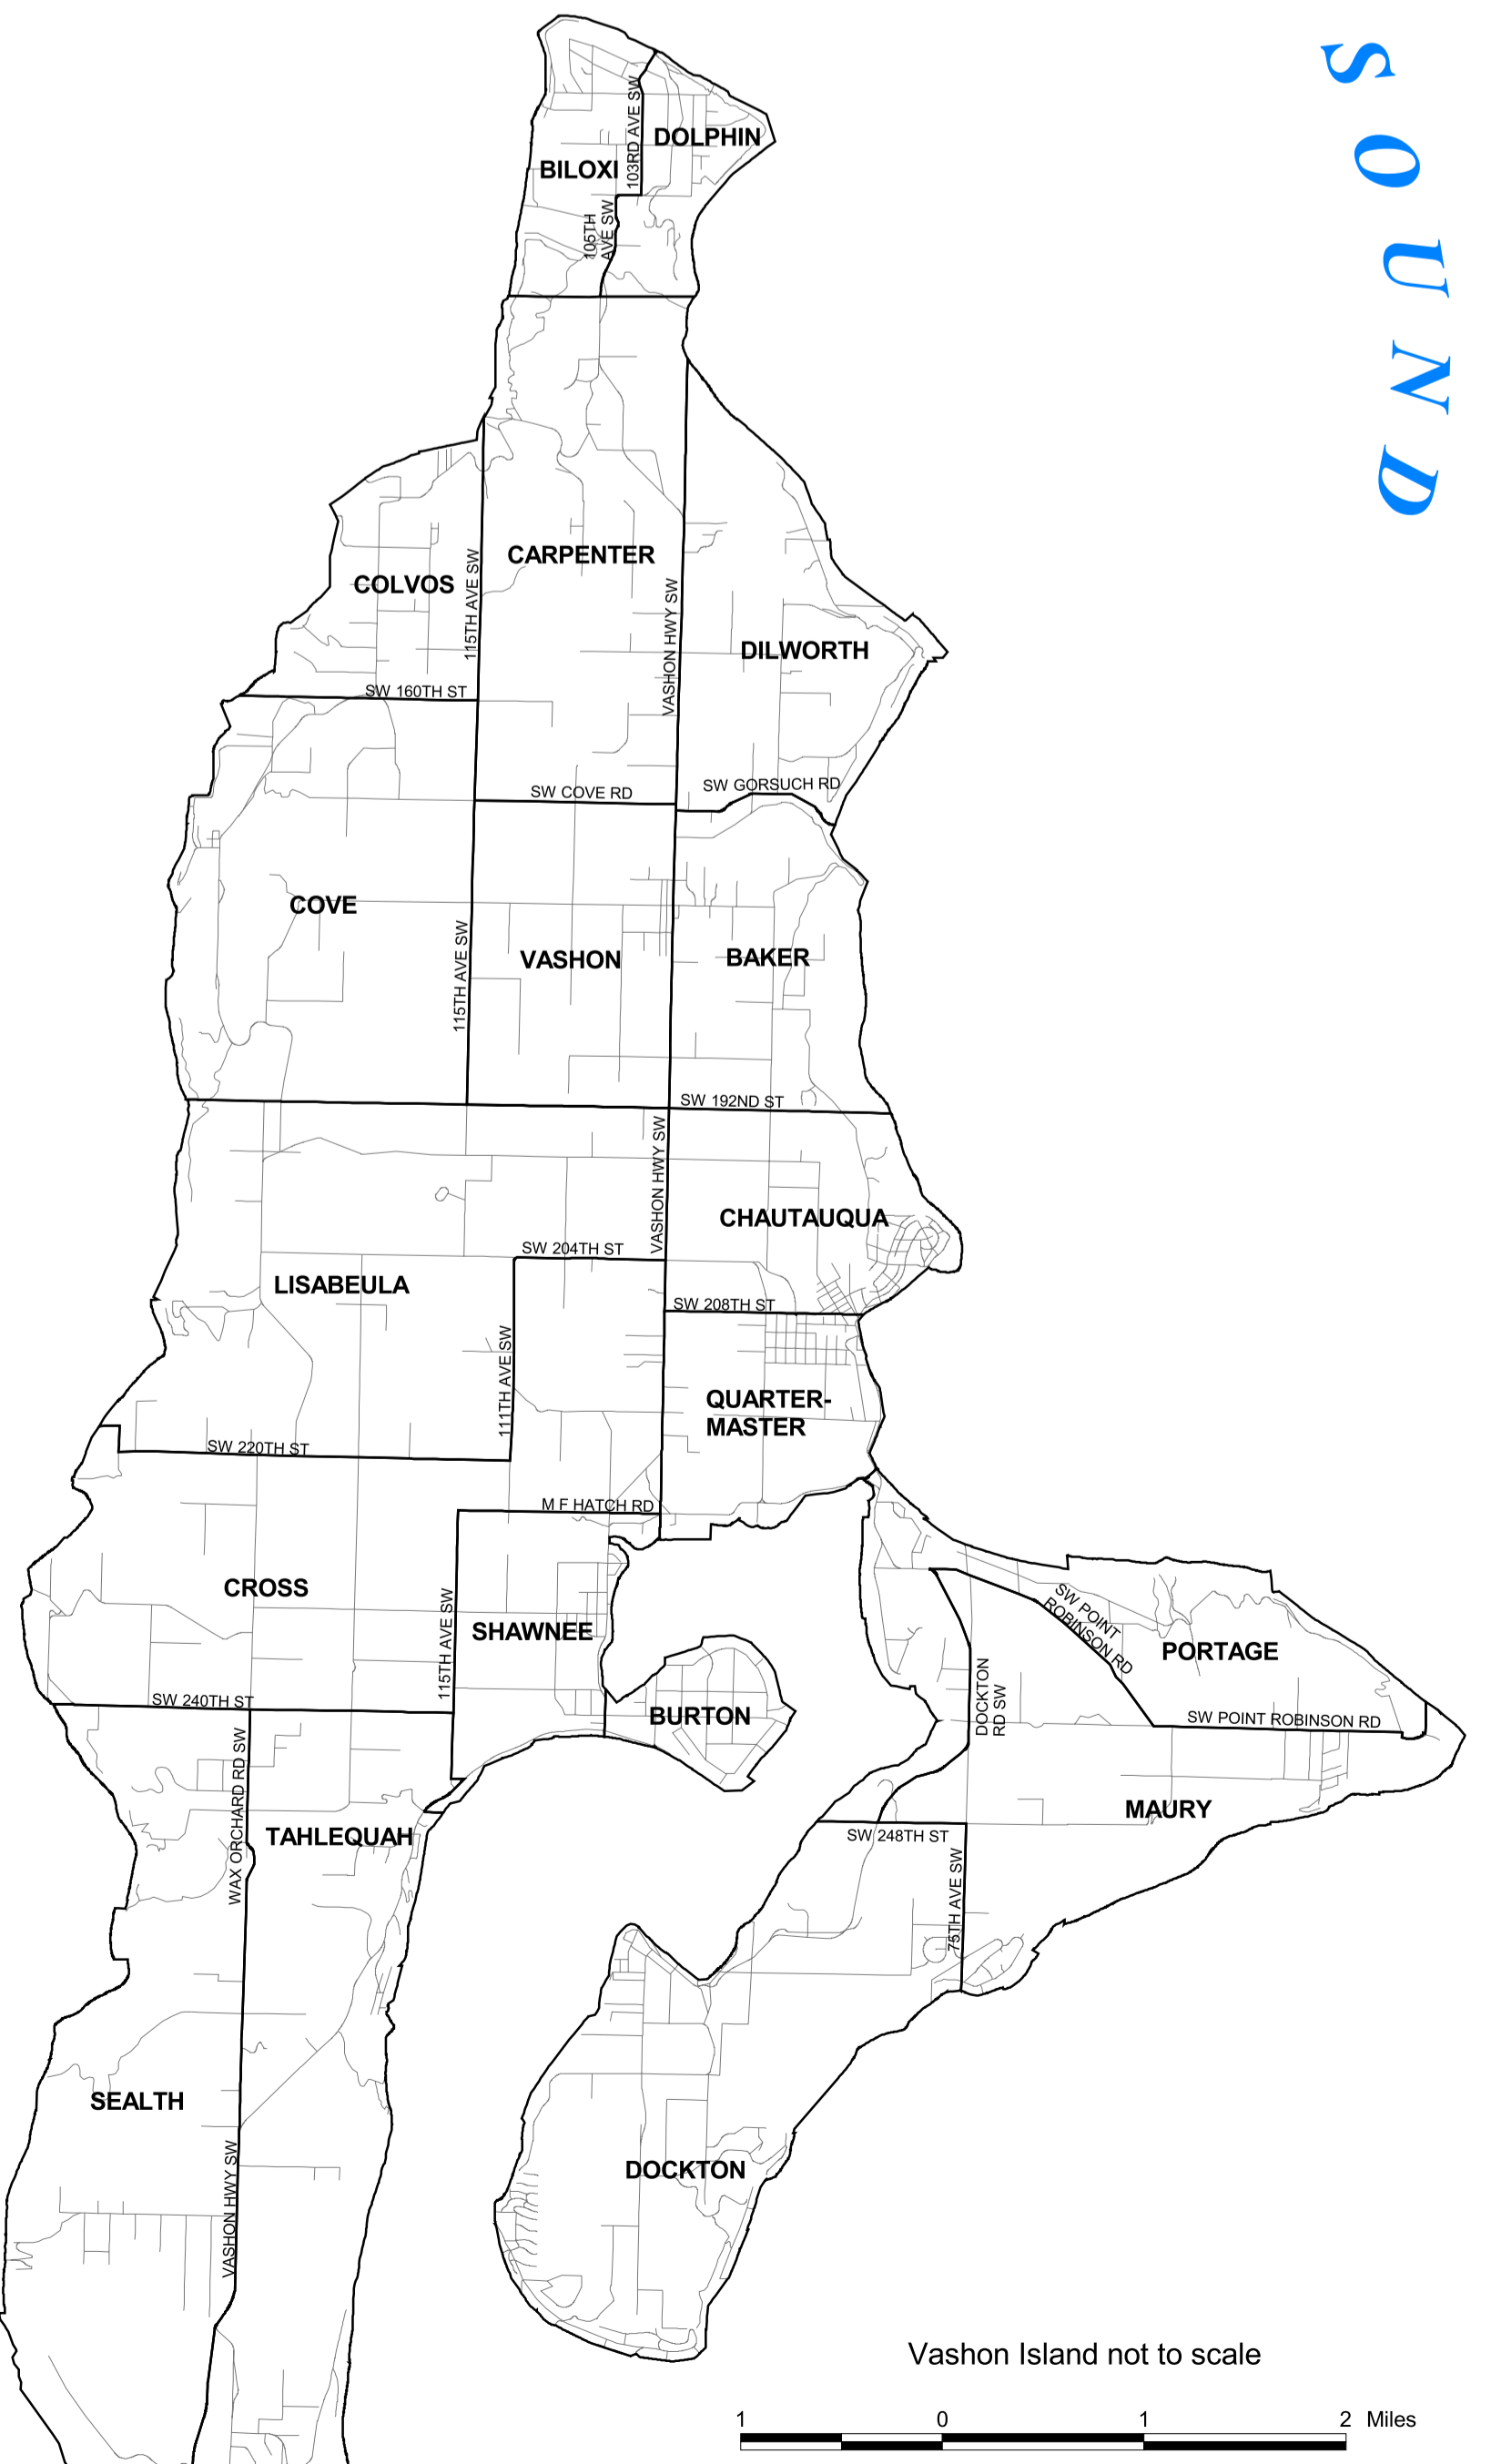 S O U N D
DOLPHIN
103RD AVE SW
BILOXI
105TH
AVE SW
CARPENTER
COLVOS
115TH AVE SW
VASHON HWY SW
DILWORTH
SW 160TH ST
SW COVE RD
SW GORSUCH RD
COVE
115TH AVE SW
VASHON
BAKER
SW 192ND ST
VASHON HWY SW
CHAUTAUQUA
SW 204TH ST
LISABEULA
SW 208TH ST
111TH AVE SW
QUARTER-
MASTER
SW 220TH ST
M F HATCH RD
CROSS
115TH AVE SW
SHAWNEE
SW POINT
ROBINSON RD
PORTAGE
DOCKTON
RD SW
SW 240TH ST
BURTON
SW POINT ROBINSON RD
WAX ORCHARD RD SW
TAHLEQUAH
MAURY
SW 248TH ST
75TH AVE SW
SEALTH
DOCKTON
VASHON HWY SW
Vashon Island not to scale
1 0 1 2 Miles